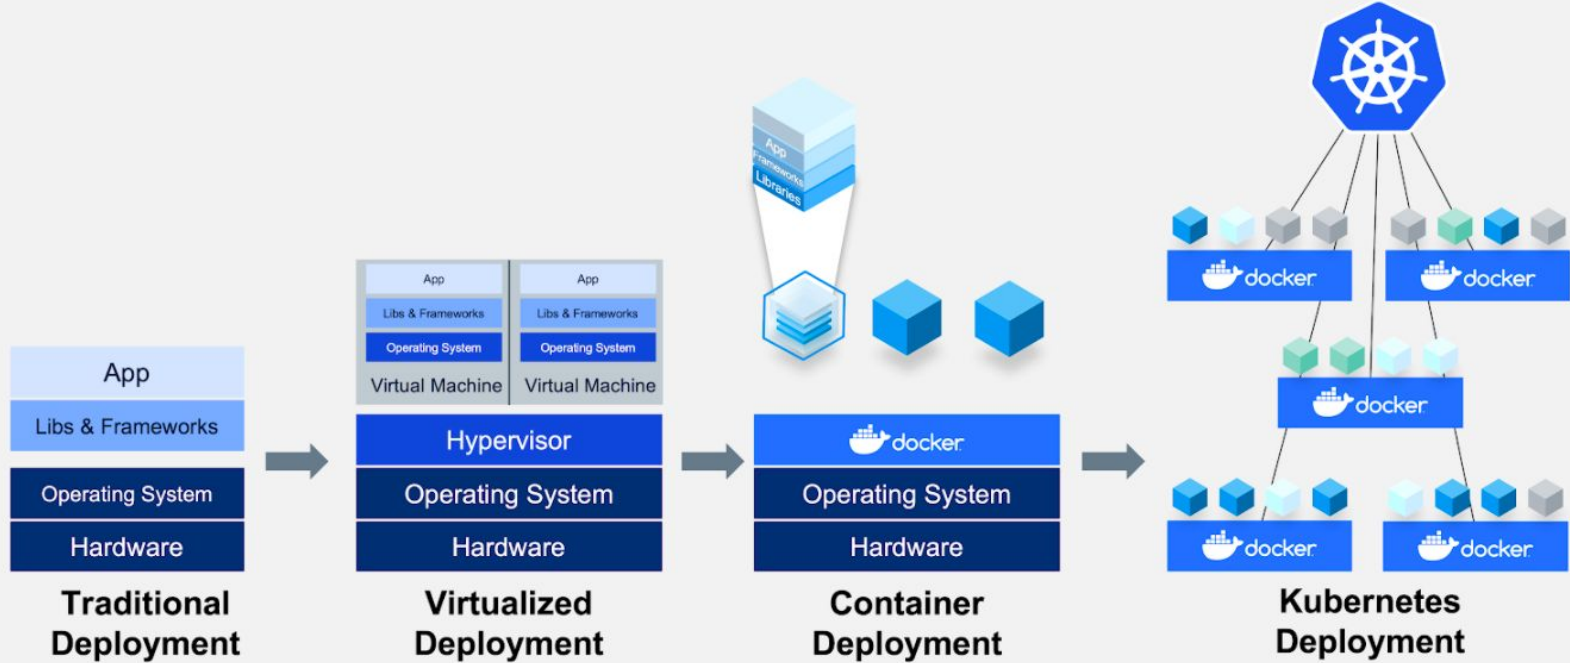 App
Libs & Frameworks
Operating System
Hardware
Traditional
Deployment
App
Libs & Frameworks
Operating System
Virtual Machine
App
Libs & Frameworks
Operating System
Virtual Machine
Hypervisor
Operating System
Hardware
Virtualized
Deployment
App
Frameworks
Libraries
docker
Operating System
Hardware
Container
Deployment
docker
docker
docker
docker
docker
Kubernetes
Deployment